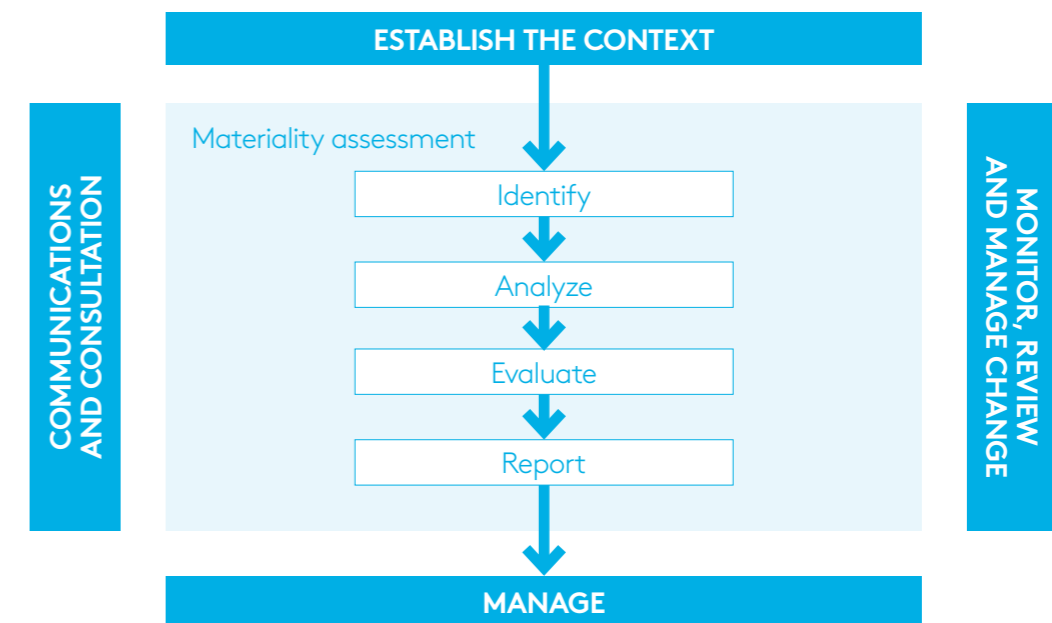 ESTABLISH THE CONTEXT
COMMUNICATIONS
AND CONSULTATION
Materiality assessment
Identify
Analyze
Evaluate
Report
MONITOR, REVIEW
AND MANAGE CHANGE
MANAGE